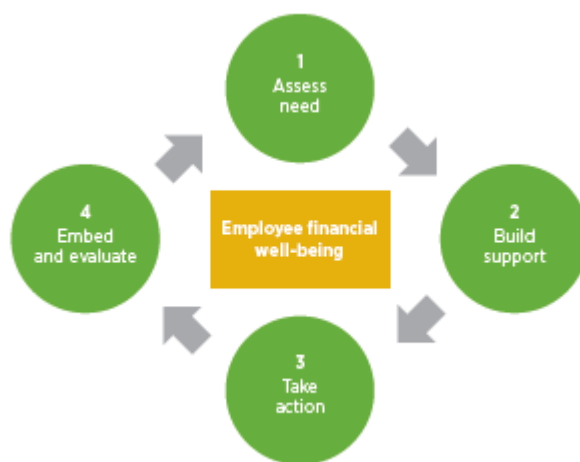 1
Assess
need
2
Build
support
3
Take
action
4
Embed
and evaluate
Employee financial
well-being